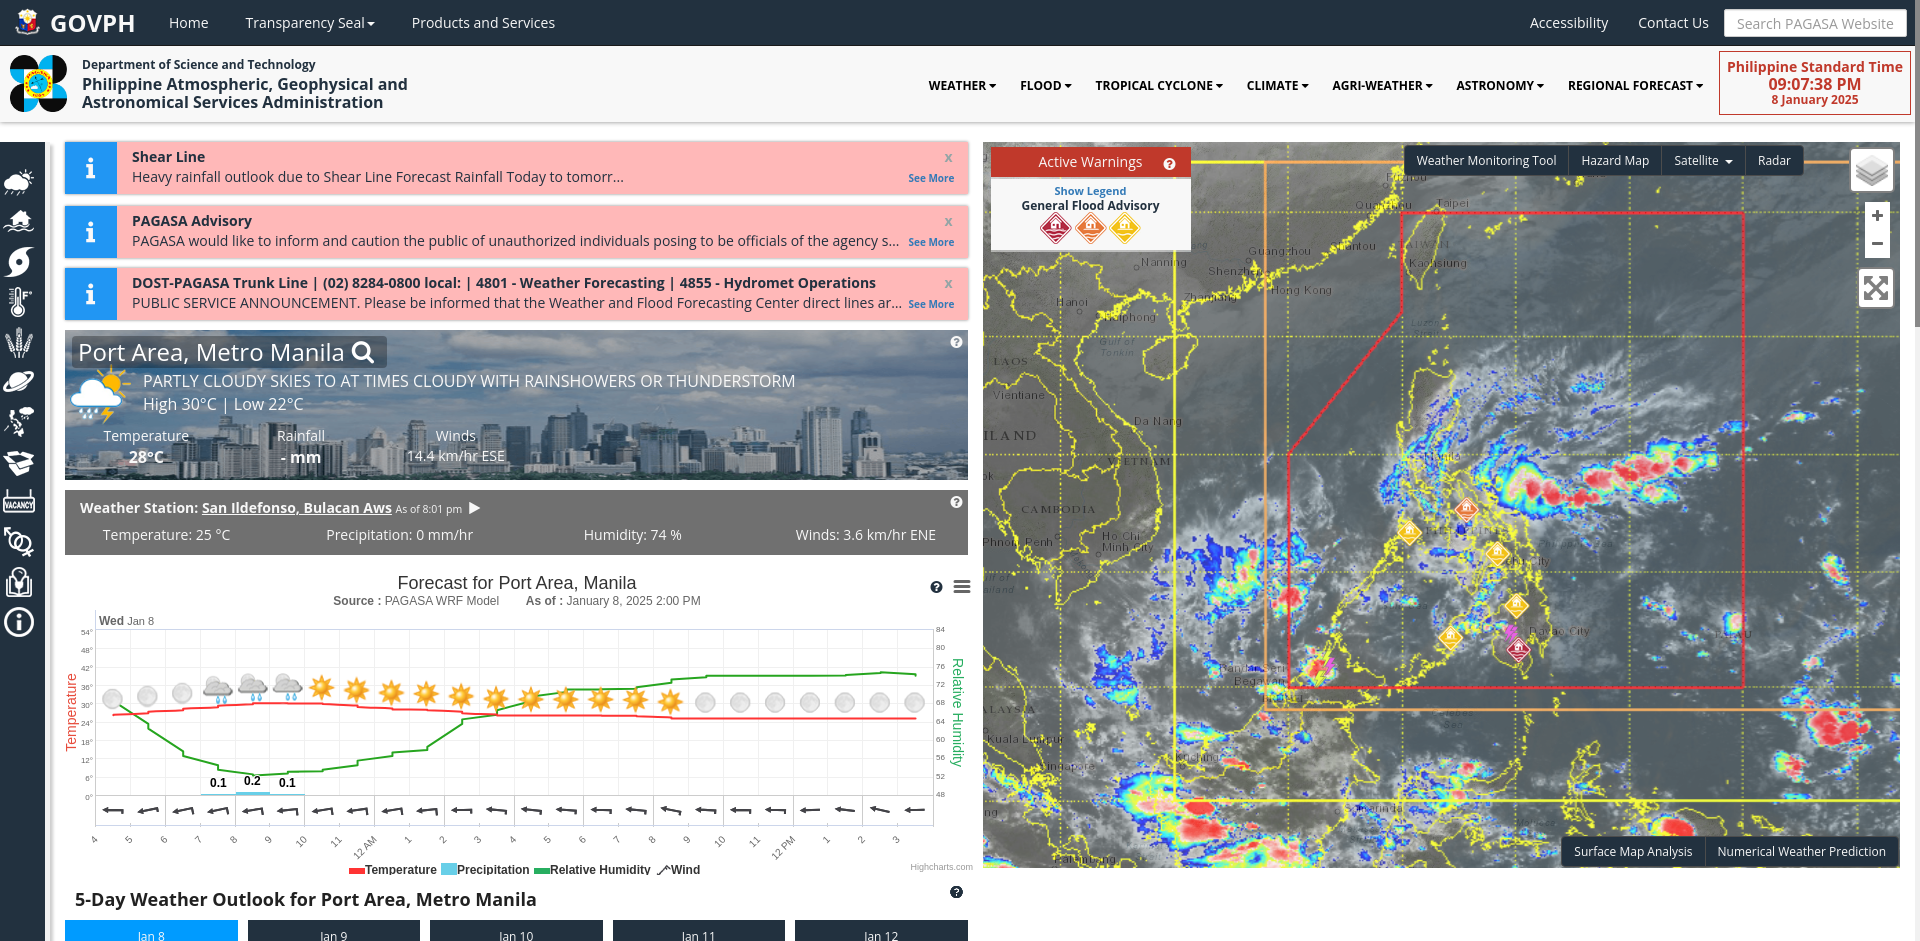 GOVPH
Home
Transparency Seal
Products and Services
Accessibility
Contact Us
Search PAGASA Website
Department of Science and Technology
Philippine Atmospheric, Geophysical and
Astronomical Services Administration
WEATHER
FLOOD
TROPICAL CYCLONE
CLIMATE
AGRI-WEATHER
ASTRONOMY
REGIONAL FORECAST
Philippine Standard Time
09:07:38 PM
8 January 2025
Shear Line
x
Heavy rainfall outlook due to Shear Line Forecast Rainfall Today to tomorr...
See More
PAGASA Advisory
x
PAGASA would like to inform and caution the public of unauthorized individuals posing to be officials of the agency s...
See More
DOST-PAGASA Trunk Line | (02) 8284-0800 local: | 4801 - Weather Forecasting | 4855 - Hydromet Operations
x
PUBLIC SERVICE ANNOUNCEMENT. Please be informed that the Weather and Flood Forecasting Center direct lines ar...
See More
VACANCY
Port Area, Metro Manila
PARTLY CLOUDY SKIES TO AT TIMES CLOUDY WITH RAINSHOWERS OR THUNDERSTORM
High 30°C | Low 22°C
Temperature
Rainfall
Winds
28°C
- mm
14.4 km/hr ESE
Weather Station: San Ildefonso, Bulacan Aws As of 8:01 pm
Temperature: 25 °C
Precipitation: 0 mm/hr
Humidity: 74 %
Winds: 3.6 km/hr ENE
Forecast for Port Area, Manila
Source : PAGASA WRF Model As of : January 8, 2025 2:00 PM
Wed Jan 8
Temperature
54°
48°
42°
36°
30°
24°
18°
12°
6°
0°
84
80
76
72
68
64
60
56
52
48
Relative Humidity
0.1
0.2
0.1
4
5
6
7
8
9
10
11
12 AM
1
2
3
4
5
6
7
8
9
10
11
12 PM
1
2
3
Temperature
Precipitation
Relative Humidity
Wind
Highcharts.com
5-Day Weather Outlook for Port Area, Metro Manila
Jan 8
Jan 9
Jan 10
Jan 11
Jan 12
Active Warnings
Show Legend
General Flood Advisory
Weather Monitoring Tool
Hazard Map
Satellite
Radar
+
−
Taipei
Guangzhou
Shantou
Nanning
Shenzhen
Kaohsiung
Hong Kong
Zhanjiang
Hanoi
Haiphong
Gulf of
Tonkin
Luzon
LAOS
Vientiane
Da Nang
VIETNAM
CAMBODIA
Phnom Penh
Ho Chi
Minh City
Davao City
Bandar Seri
Begawan
Kuala Lumpur
Singapore
Kuching
Samarinda
Surface Map Analysis
Numerical Weather Prediction